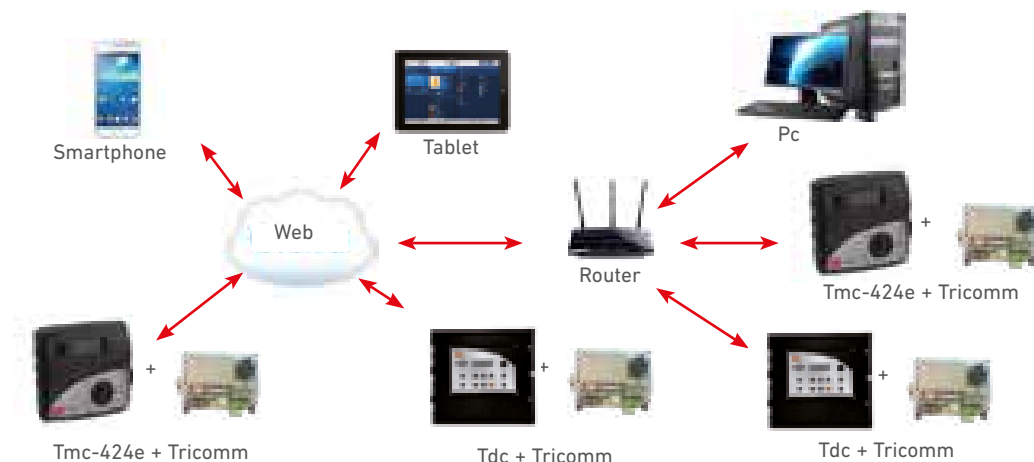 Smartphone
Tablet
Pc
Web
+
Router
Tmc-424e + Tricomm
+
+
+
Tmc-424e + Tricomm
Tdc + Tricomm
Tdc + Tricomm